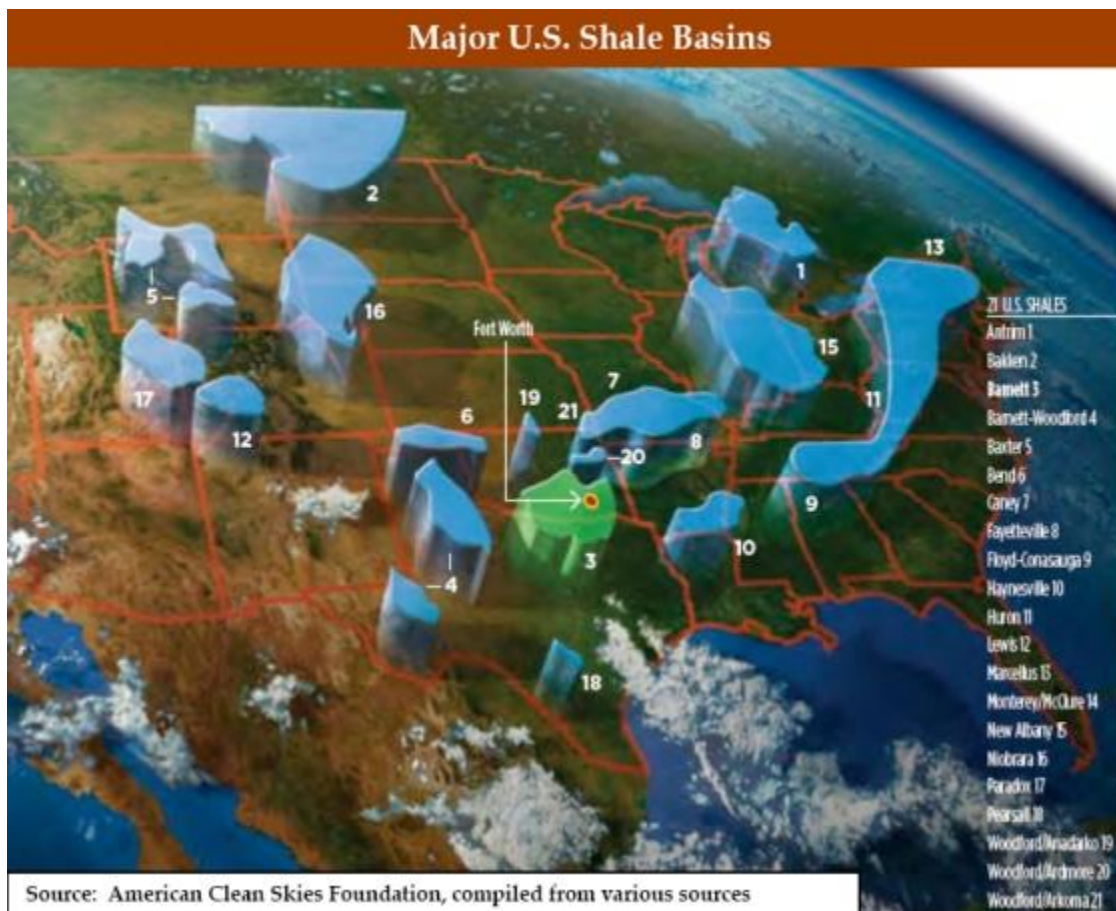 Major U.S. Shale Basins
2
13
1
5
16
Fort Worth
15
17
7
19
21
11
6
12
8
20
9
3
10
4
18
21 U.S. SHALES
Antrim 1
Bakken 2
Barnett 3
Barnett-Woodford 4
Baxter 5
Bend 6
Caney 7
Fayetteville 8
Floyd-Conasauga 9
Haynesville 10
Huron 11
Lewis 12
Marcellus 13
Monterey/McClure 14
New Albany 15
Niobrara 16
Paradox 17
Pearsall 18
Woodford/Anadarko 19
Woodford/Ardmore 20
Woodford/Arkoma 21
Source: American Clean Skies Foundation, compiled from various sources